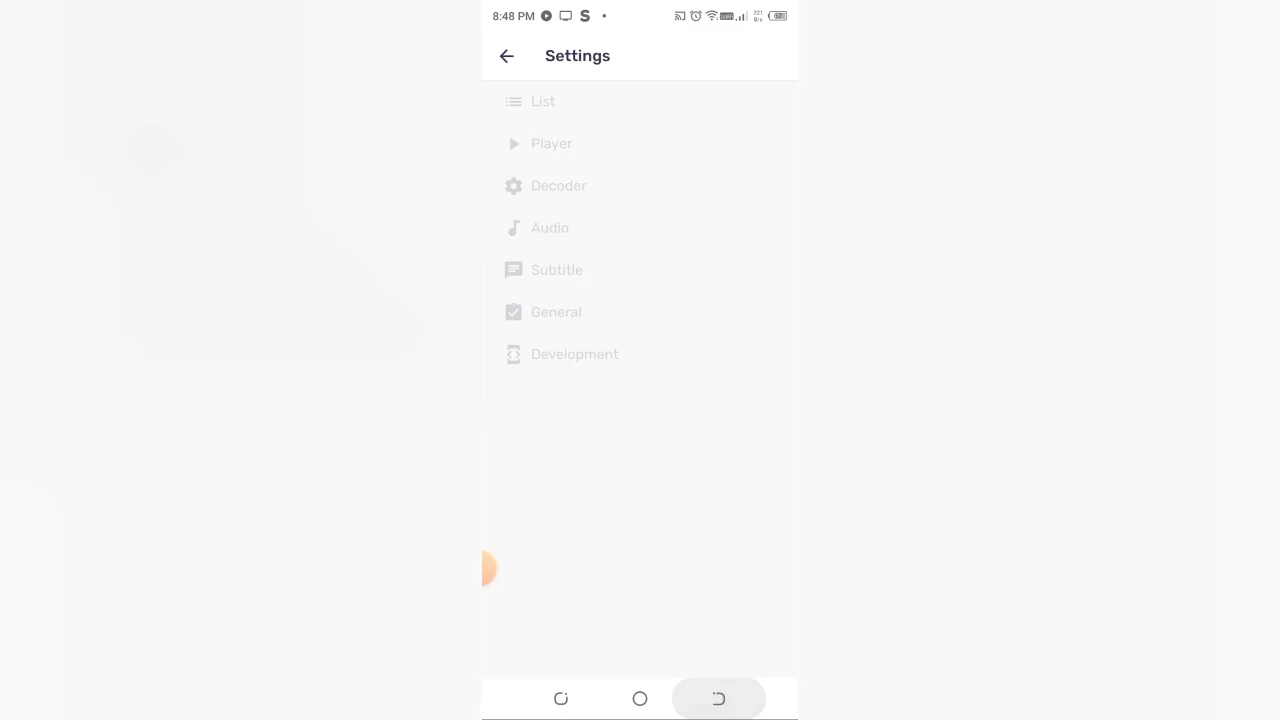 8:48 PM S
Settings
List
Player
Decoder
Audio
Subtitle
General
Development